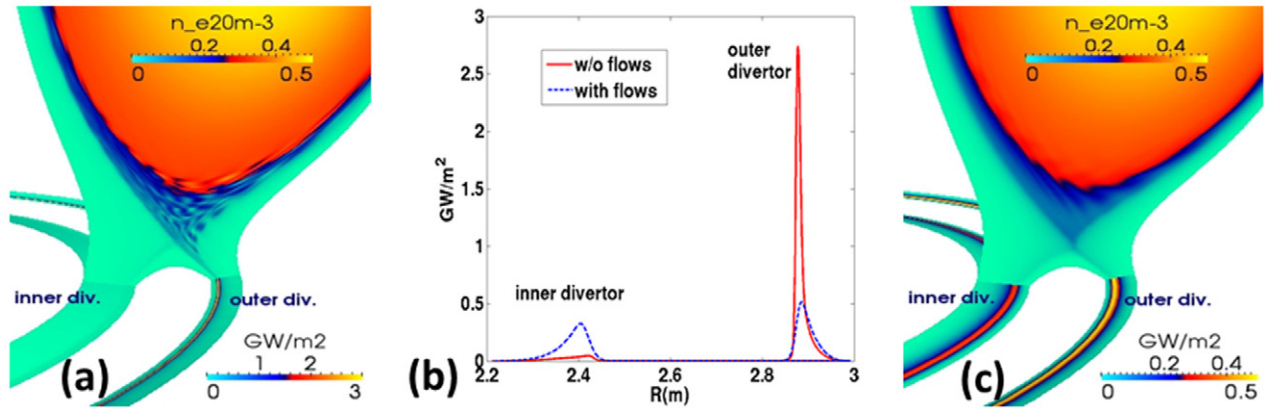 n_e20m-3
0.2 0.4
0 0.5
inner div.
outer div.
GW/m2
1 2
0 3
(a)
3
2.5
2
1.5
1
0.5
0
GW/m²
w/o flows
with flows
outer
divertor
inner divertor
2.2 2.4 2.6 2.8 3
R(m)
(b)
n_e20m-3
0.2 0.4
0 0.5
inner div.
outer div.
GW/m2
0.2 0.4
0 0.5
(c)